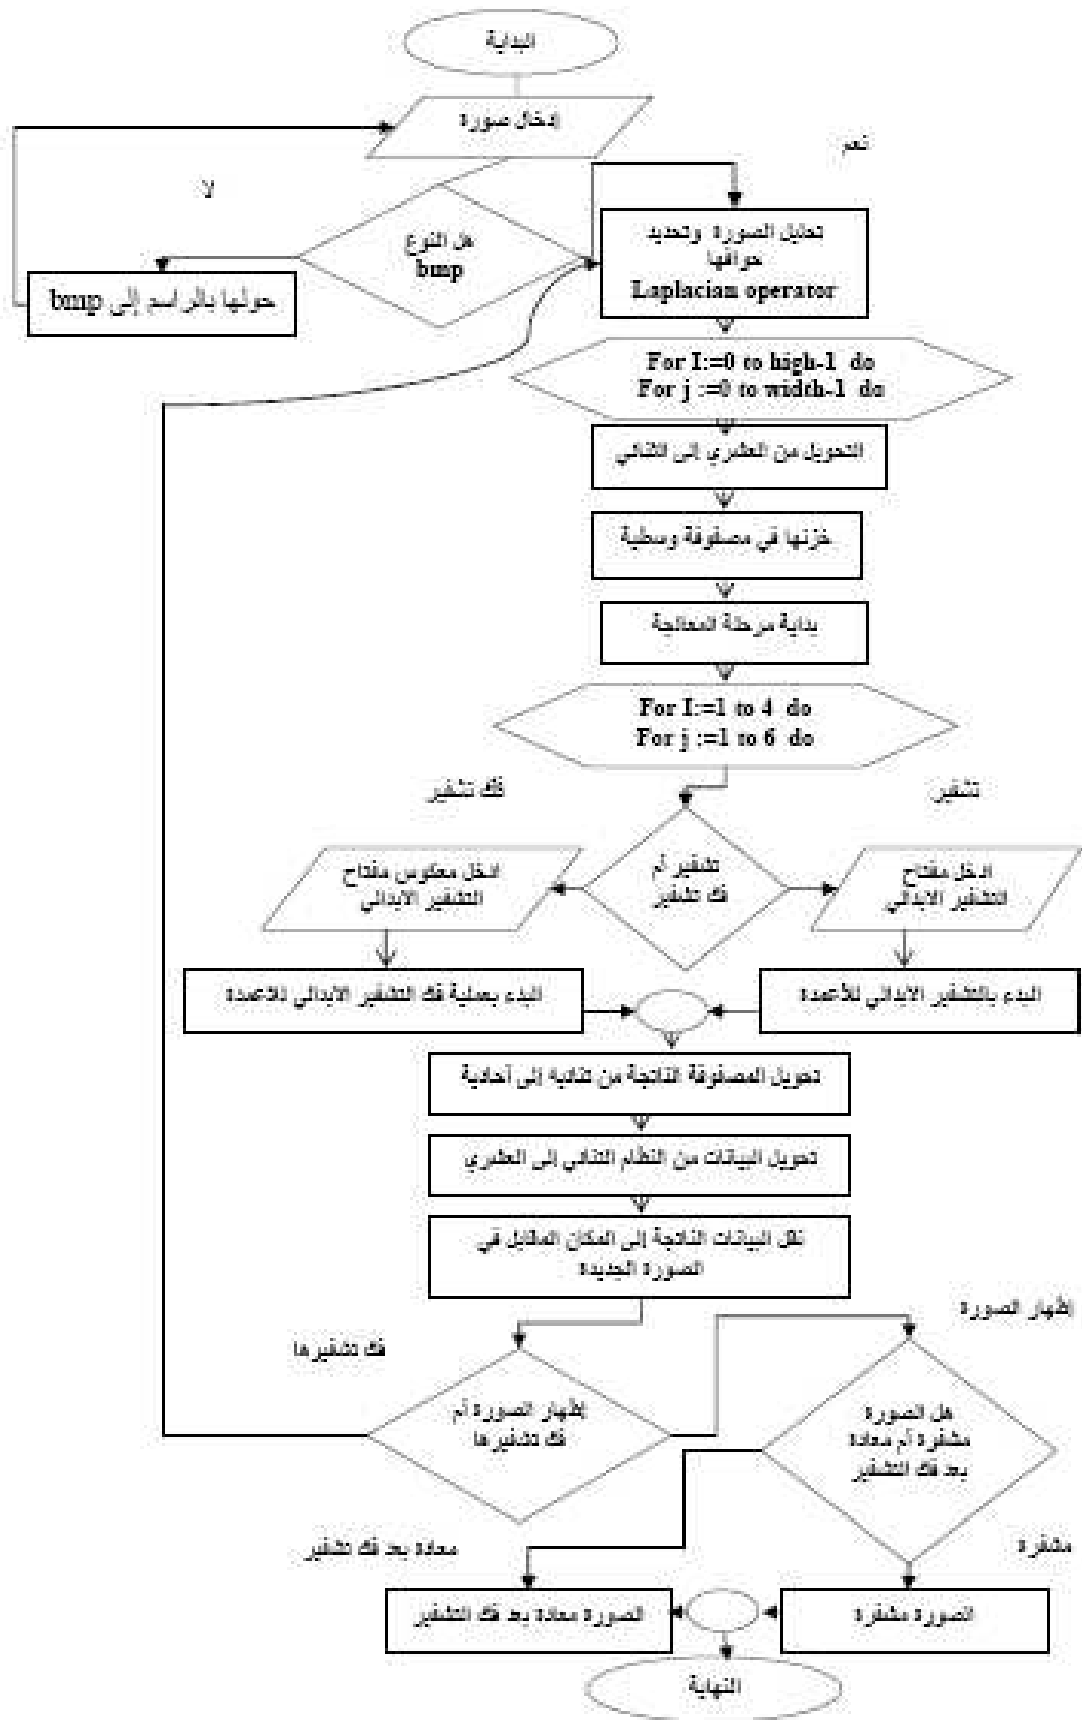 البداية
إدخال صورة
نعم
لا
هل النوع
bmp
تحليل الصورة وتحديد
حوافها
Laplacian operator
حولها بالراسم إلى bmp
For I:=0 to high-1 do
For j :=0 to width-1 do
التحويل من العشري إلى الثنائي
خزنها في مصفوفة وسطية
بداية مرحلة المعالجة
For I:=1 to 4 do
For j :=1 to 6 do
فك تشفير
تشفير
تشفير أم
فك تشفير
ادخل معكوس مفتاح
التشفير الابدالي
ادخل مفتاح
التشفير الابدالي
البدء بعملية فك التشفير الابدالي للأعمدة
البدء بالتشفير الابدالي للأعمدة
تحويل المصفوفة الناتجة من ثنائية إلى أحادية
تحويل البيانات من النظام الثنائي إلى العشري
نقل البيانات الناتجة إلى المكان المقابل في
الصورة الجديدة
إظهار الصورة
فك تشفيرها
إظهار الصورة أم
فك تشفيرها
هل الصورة
مشفرة أم معادة
بعد فك التشفير
معادة بعد فك تشفير
مشفرة
الصورة معادة بعد فك التشفير
الصورة مشفرة
النهاية